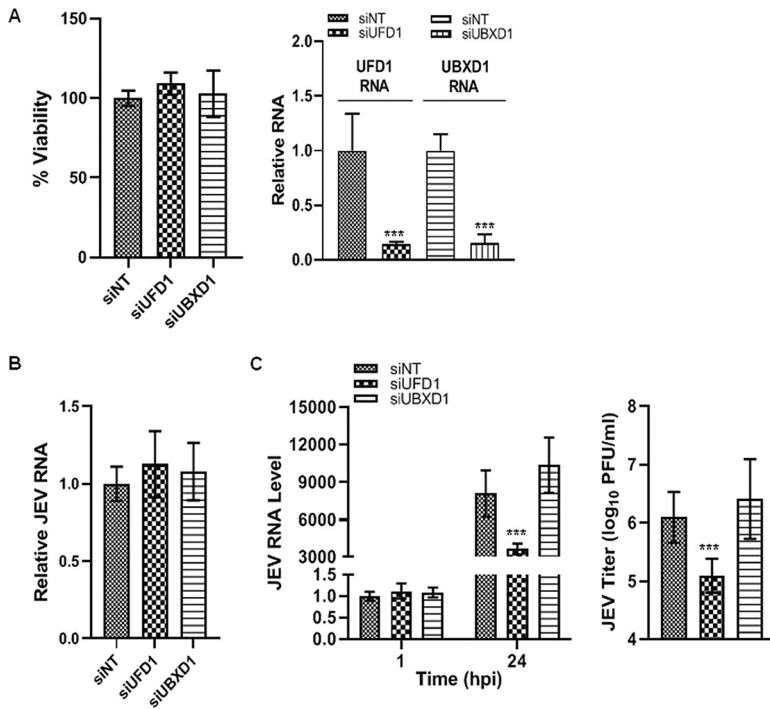 A
% Viability
150
100
50
0
siNT
siUFD1
siUBXD1
siNT
siUFD1
siNT
siUBXD1
Relative RNA
2.0
1.5
1.0
0.5
0.0
UFD1
RNA
UBXD1
RNA
***
***
B
Relative JEV RNA
1.5
1.0
0.5
0.0
siNT
siUFD1
siUBXD1
C
siNT
siUFD1
siUBXD1
JEV RNA Level
15000
12000
9000
6000
3000
1.5
1.0
0.5
0.0
***
1
24
Time (hpi)
JEV Titer (log10 PFU/ml)
8
7
6
5
4
***